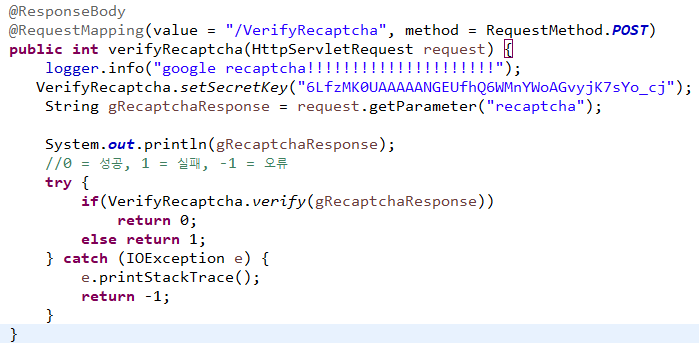 @ResponseBody
@RequestMapping(value = "/VerifyRecaptcha", method = RequestMethod.POST)
public int verifyRecaptcha(HttpServletRequest request) {
logger.info("google recaptcha!!!!!!!!!!!!!!!!!!!!!");
VerifyRecaptcha.setSecretKey("6LfzMK0UAAAAANGEUfhQ6WMnYWoAGvyjK7sYo_cj");
String gRecaptchaResponse = request.getParameter("recaptcha");
System.out.println(gRecaptchaResponse);
//0 = 성공, 1 = 실패, -1 = 오류
try {
if(VerifyRecaptcha.verify(gRecaptchaResponse))
return 0;
else return 1;
} catch (IOException e) {
e.printStackTrace();
return -1;
}
}